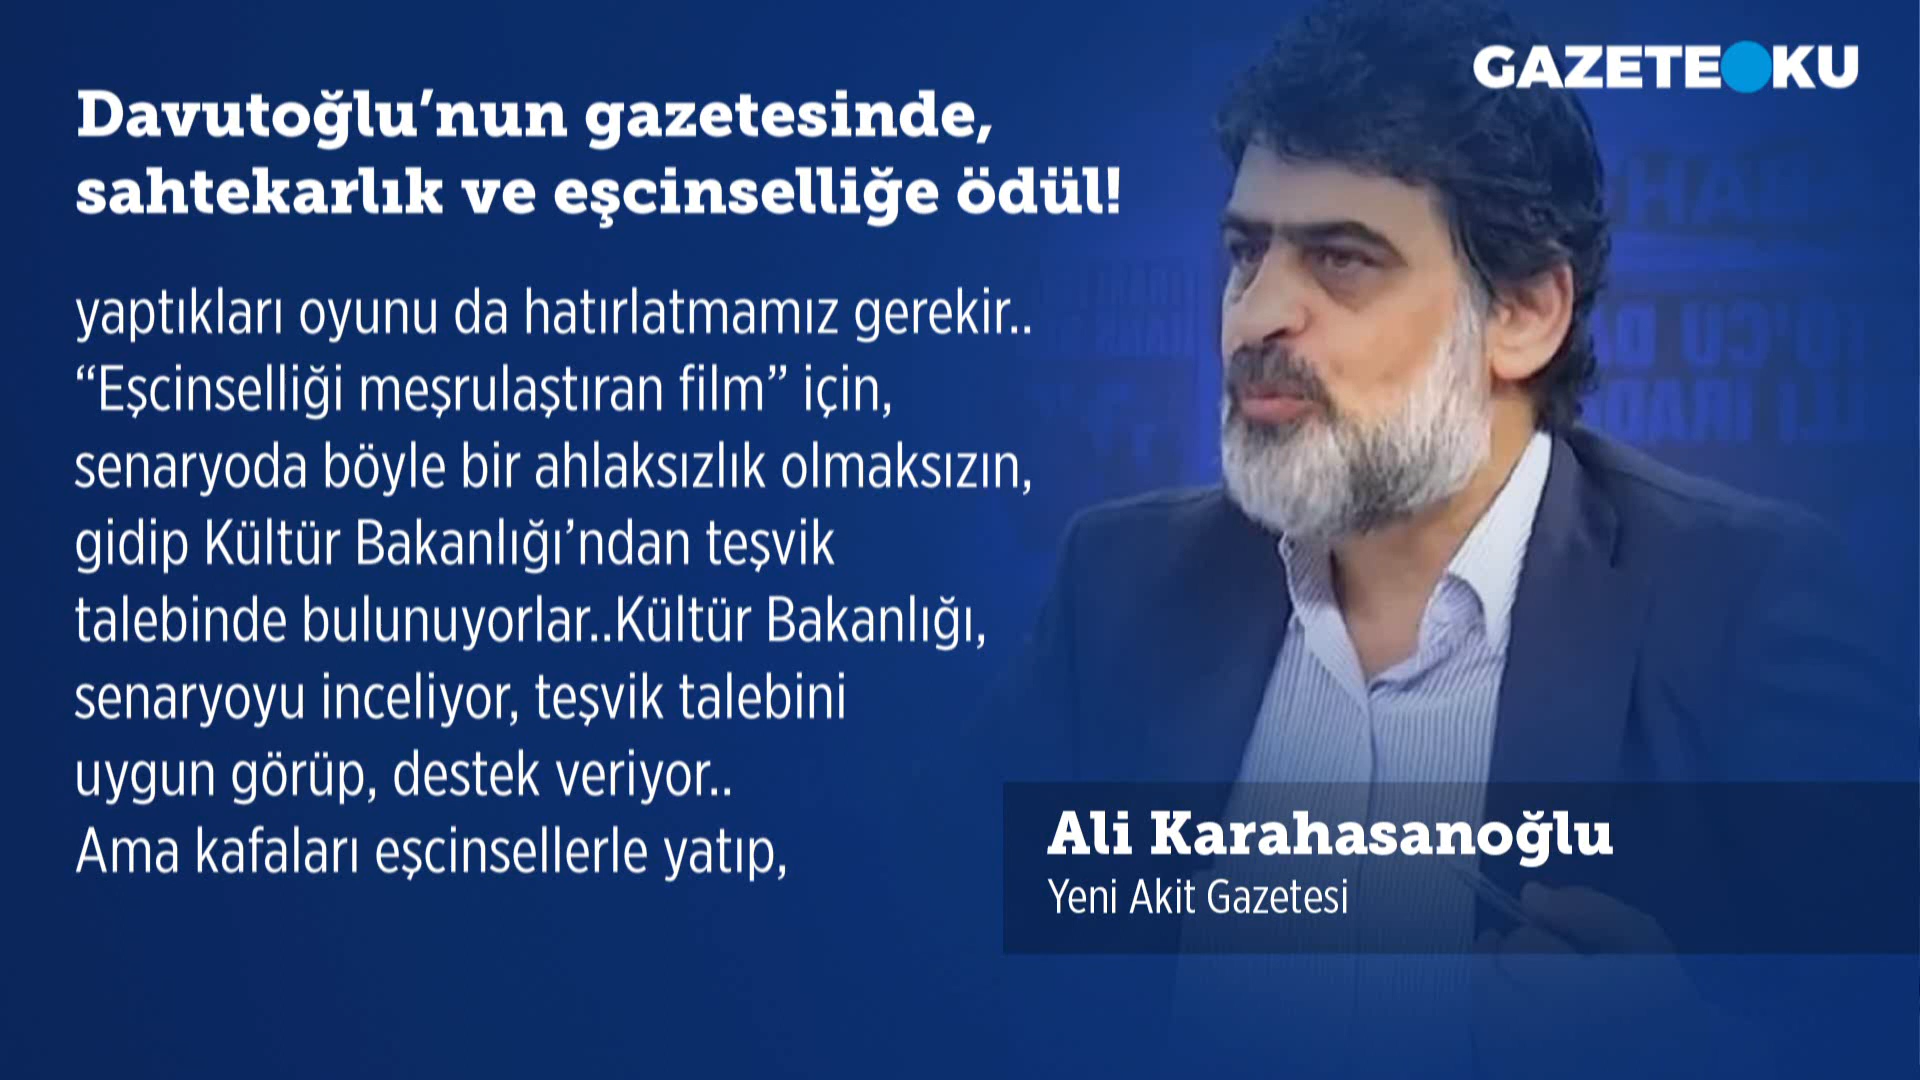 GAZETEOKU
Davutoğlu’nun gazetesinde,
sahtekarlık ve eşcinselliğe ödül!
yaptıkları oyunu da hatırlatmamız gerekir..
“Eşcinselliği meşrulaştıran film” için,
senaryoda böyle bir ahlaksızlık olmaksızın,
gidip Kültür Bakanlığı’ndan teşvik
talebinde bulunuyorlar..Kültür Bakanlığı,
senaryoyu inceliyor, teşvik talebini
uygun görüp, destek veriyor..
Ama kafaları eşcinsellerle yatıp,
Ali Karahasanoğlu
Yeni Akit Gazetesi